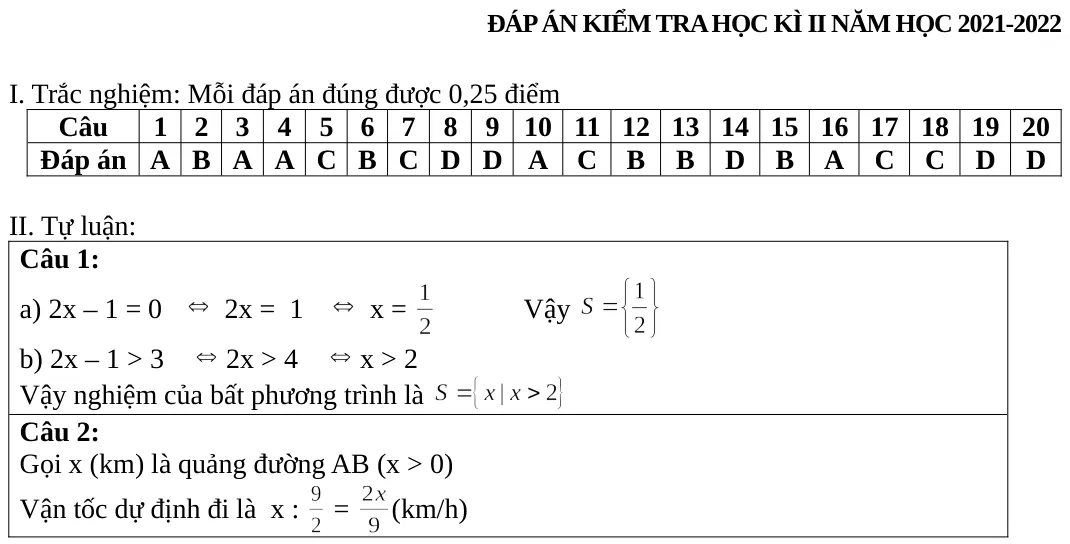 ĐÁP ÁN KIỂM TRA HỌC KÌ II NĂM HỌC 2021-2022
I. Trắc nghiệm: Mỗi đáp án đúng được 0,25 điểm
Câu 1 2 3 4 5 6 7 8 9 10 11 12 13 14 15 16 17 18 19 20
Đáp án A B A A C B C D D A C B B D B A C C D D
II. Tự luận:
Câu 1:
a) 2x – 1 = 0 ⇔ 2x = 1 ⇔ x = 1/2 Vậy S = {1/2}
b) 2x – 1 > 3 ⇔ 2x > 4 ⇔ x > 2
Vậy nghiệm của bất phương trình là S = {x | x > 2}
Câu 2:
Gọi x (km) là quảng đường AB (x > 0)
Vận tốc dự định đi là x : 9/2 = 2x/9 (km/h)